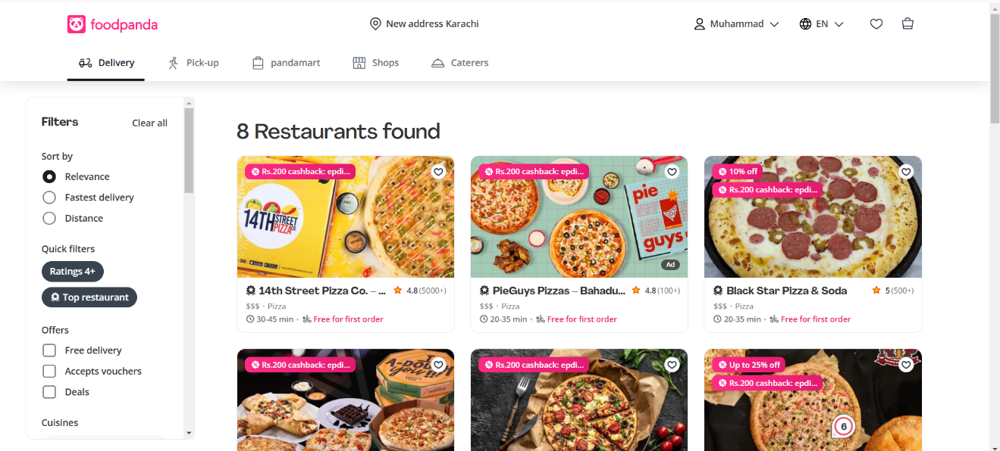 foodpanda
New address Karachi
Muhammad
EN
Delivery
Pick-up
pandamart
Shops
Caterers
Filters
Clear all
Sort by
Relevance
Fastest delivery
Distance
Quick filters
Ratings 4+
Top restaurant
Offers
Free delivery
Accepts vouchers
Deals
Cuisines
8 Restaurants found
Rs.200 cashback: epdi...
14TH STREET
PIZZA Co.
14th Street Pizza Co. – ...
4.8 (5000+)
$$$ • Pizza
30-45 min • Free for first order
Rs.200 cashback: epdi...
pie
guys
Ad
PieGuys Pizzas – Bahadu...
4.8 (100+)
$$$ • Pizza
20-35 min • Free for first order
10% off
Rs.200 cashback: epdi...
Black Star Pizza & Soda
5 (500+)
$$$ • Pizza
20-35 min • Free for first order
Rs.200 cashback: epdi...
Rs.200 cashback: epdi...
Up to 25% off
Rs.200 cashback: epdi...
6